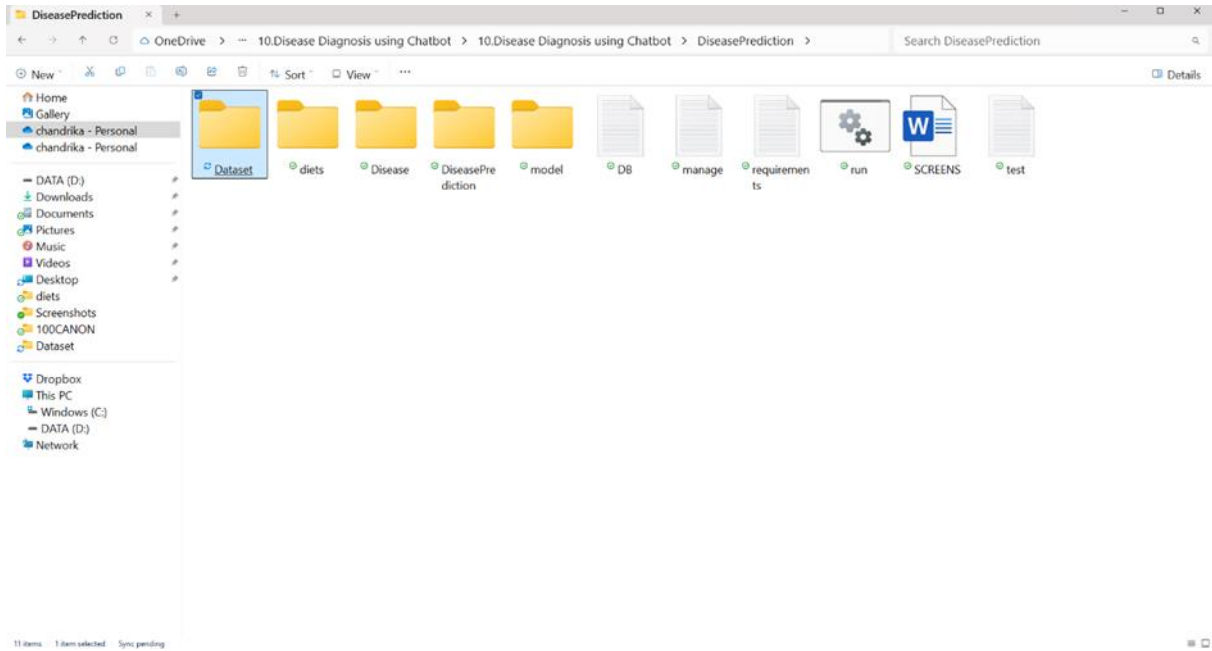 DiseasePrediction
OneDrive > ··· 10.Disease Diagnosis using Chatbot > 10.Disease Diagnosis using Chatbot > DiseasePrediction >
Search DiseasePrediction
New
Sort
View
···
Details
Home
Gallery
chandrika - Personal
chandrika - Personal
DATA (D:)
Downloads
Documents
Pictures
Music
Videos
Desktop
diets
Screenshots
100CANON
Dataset
Dropbox
This PC
Windows (C:)
DATA (D:)
Network
Dataset
diets
Disease
DiseasePre
diction
model
DB
manage
requiremen
ts
run
W
SCREENS
test
11 items 1 item selected Sync pending